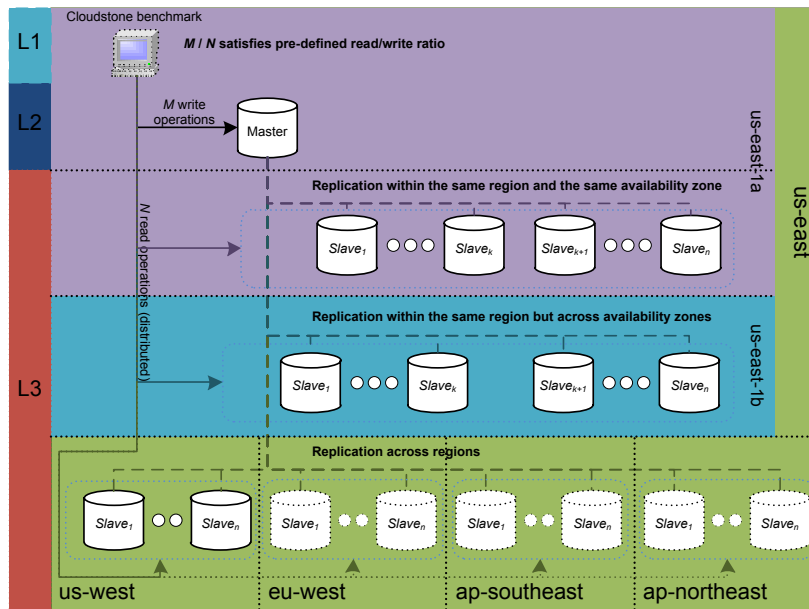 Cloudstone benchmark
L1
M / N satisfies pre-defined read/write ratio
L2
M write
operations
Master
us-east-1a
us-east
L3
N read operations (distributed)
Replication within the same region and the same availability zone
Slave1
Slavek
Slavek+1
Slaven
Replication within the same region but across availability zones
us-east-1b
Slave1
Slavek
Slavek+1
Slaven
Replication across regions
Slave1
Slaven
Slave1
Slaven
Slave1
Slaven
Slave1
Slaven
us-west
eu-west
ap-southeast
ap-northeast